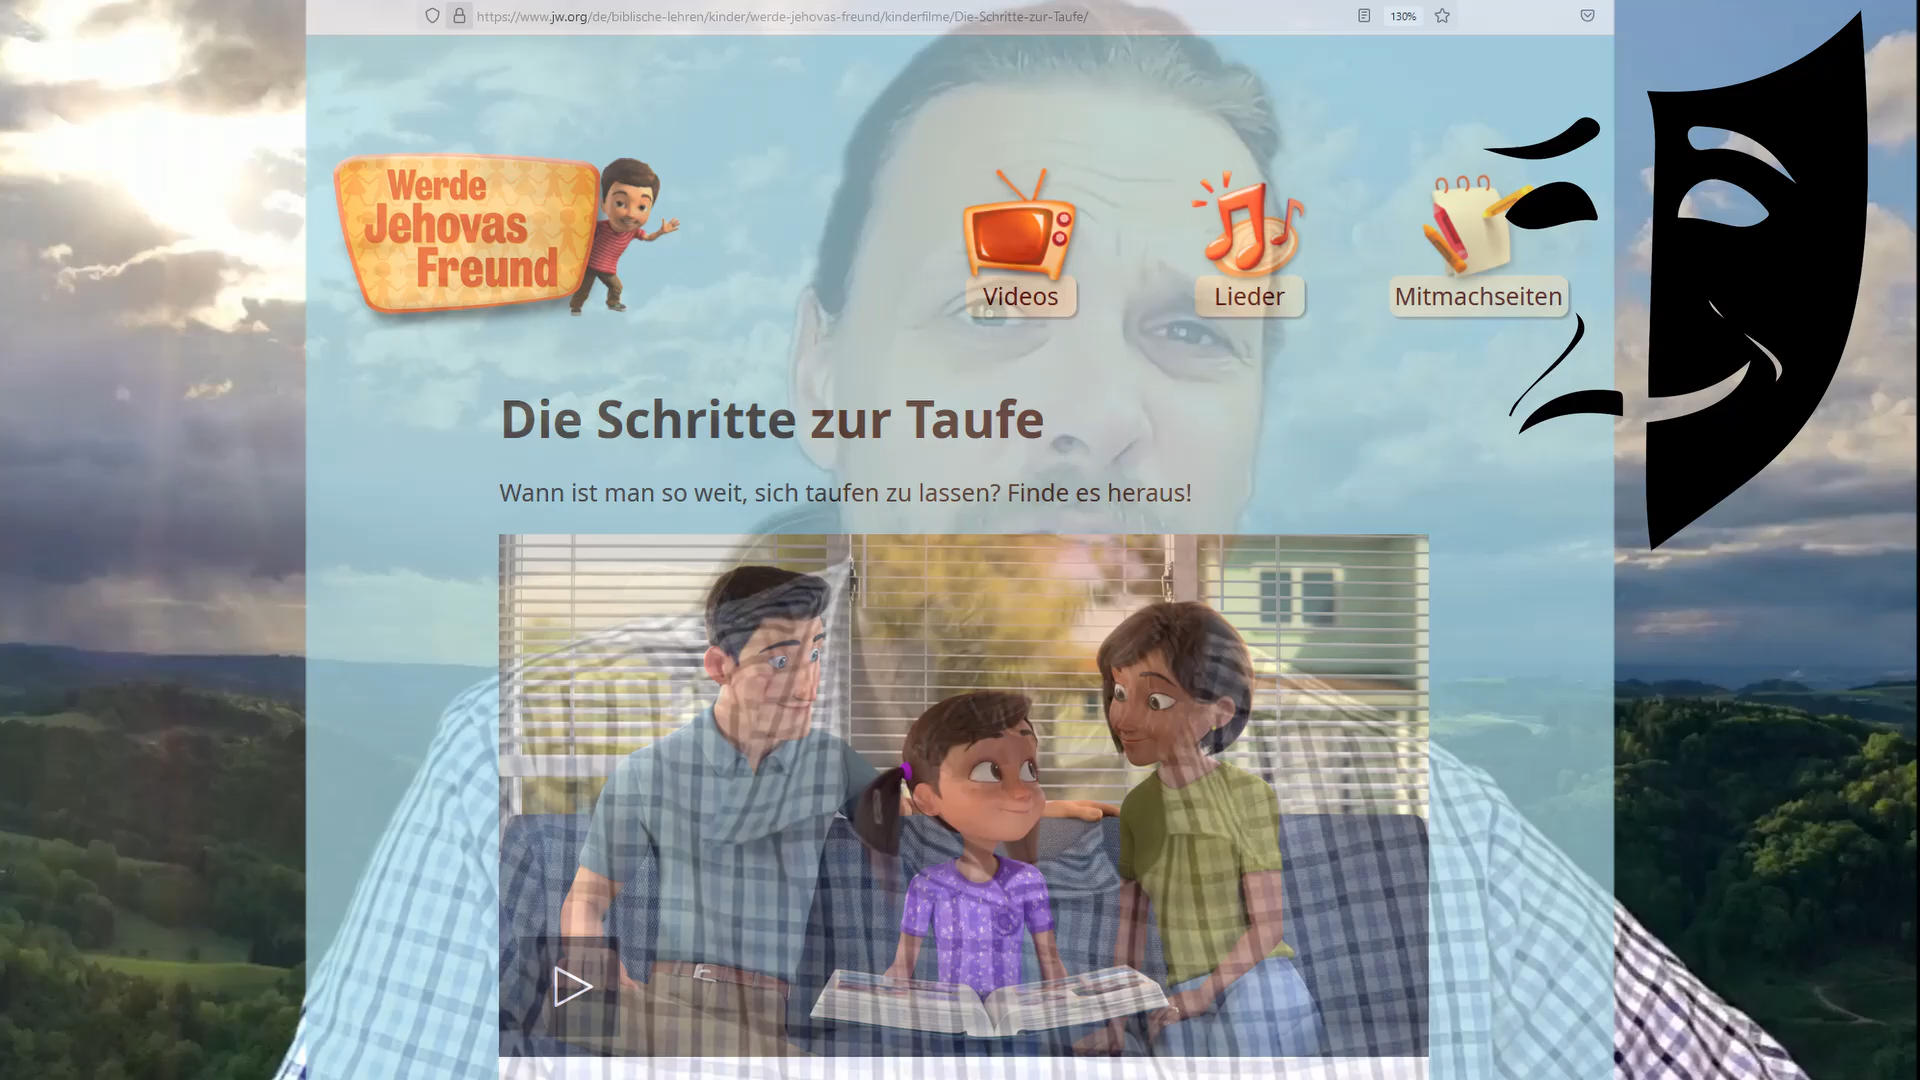 https://www.jw.org/de/biblische-lehren/kinder/werde-jehovas-freund/kinderfilme/Die-Schritte-zur-Taufe/
130%
Werde
Jehovas
Freund
Videos
Lieder
Mitmachseiten
Die Schritte zur Taufe
Wann ist man so weit, sich taufen zu lassen? Finde es heraus!